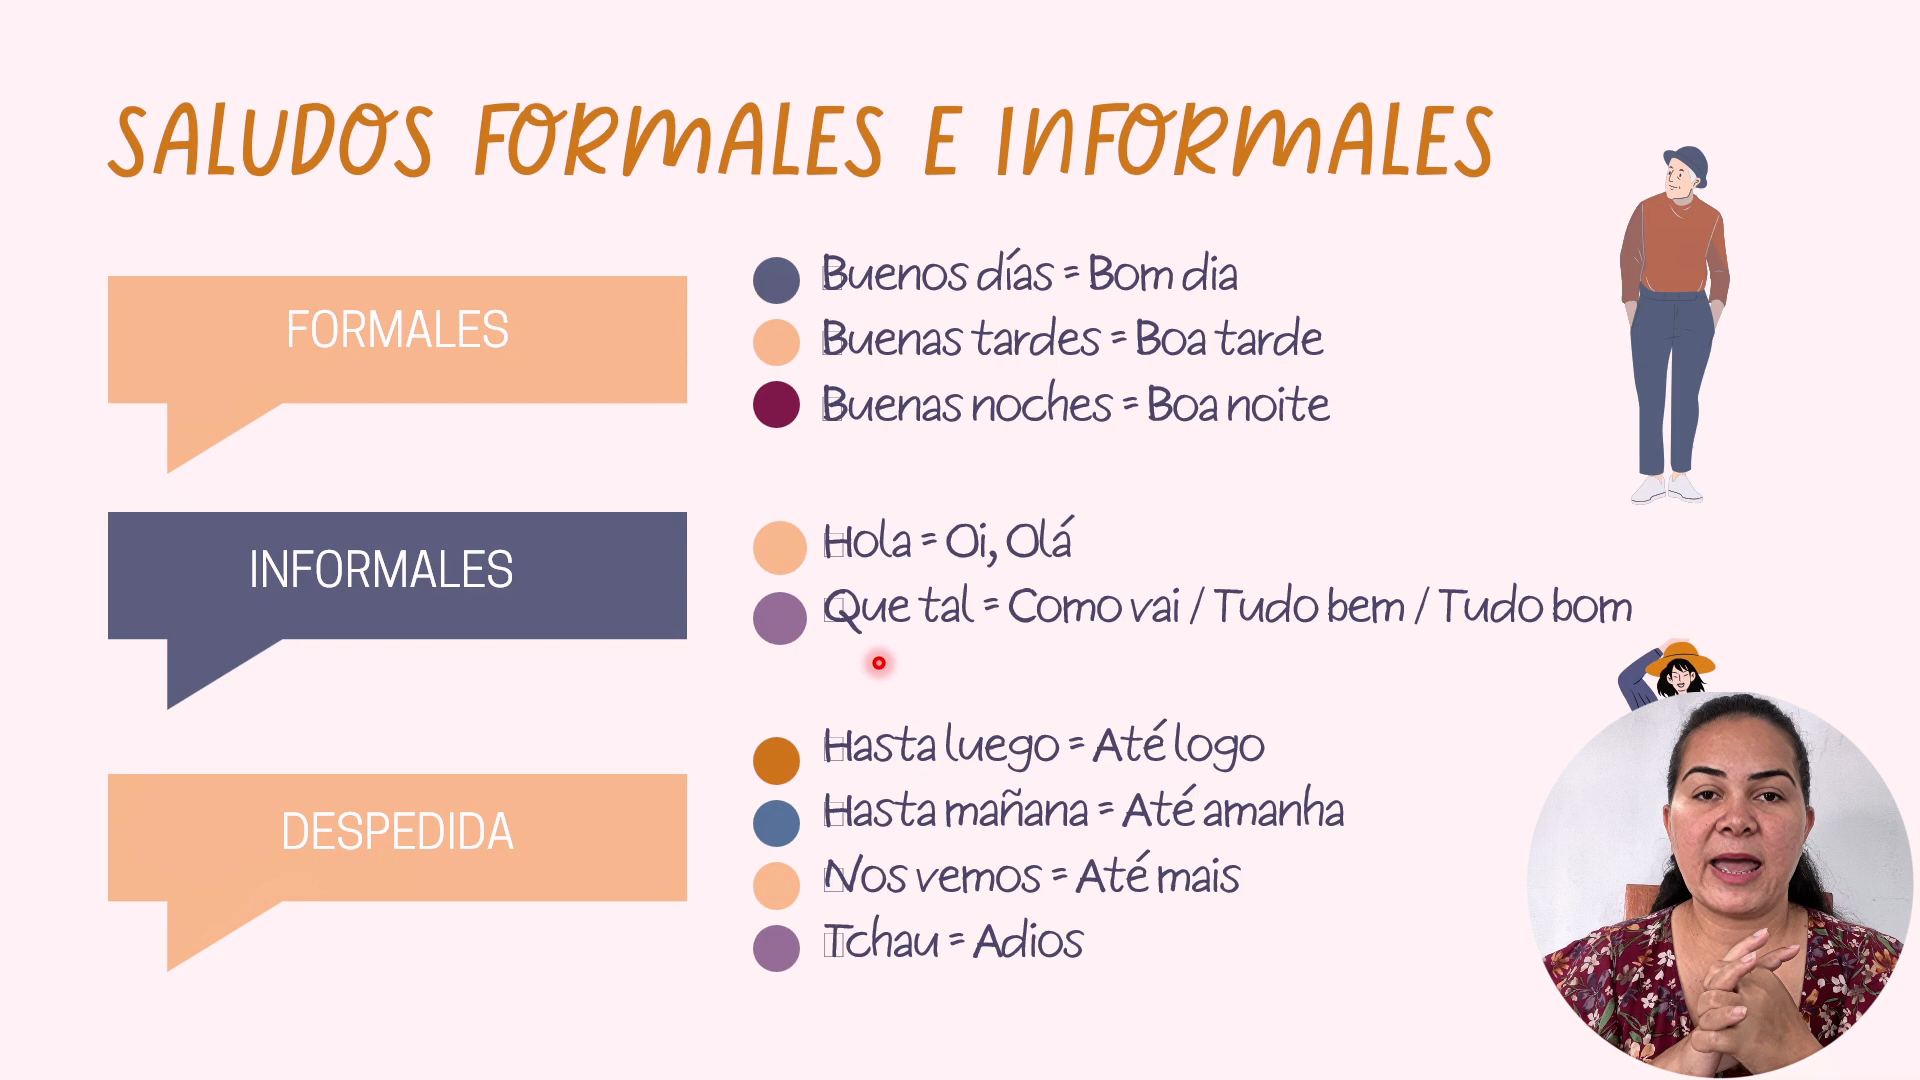 SALUDOS FORMALES E INFORMALES
FORMALES
Buenos días = Bom dia
Buenas tardes = Boa tarde
Buenas noches = Boa noite
INFORMALES
Hola = Oi, Olá
Que tal = Como vai / Tudo bem / Tudo bom
DESPEDIDA
Hasta luego = Até logo
Hasta mañana = Até amanha
Nos vemos = Até mais
Tchau = Adios